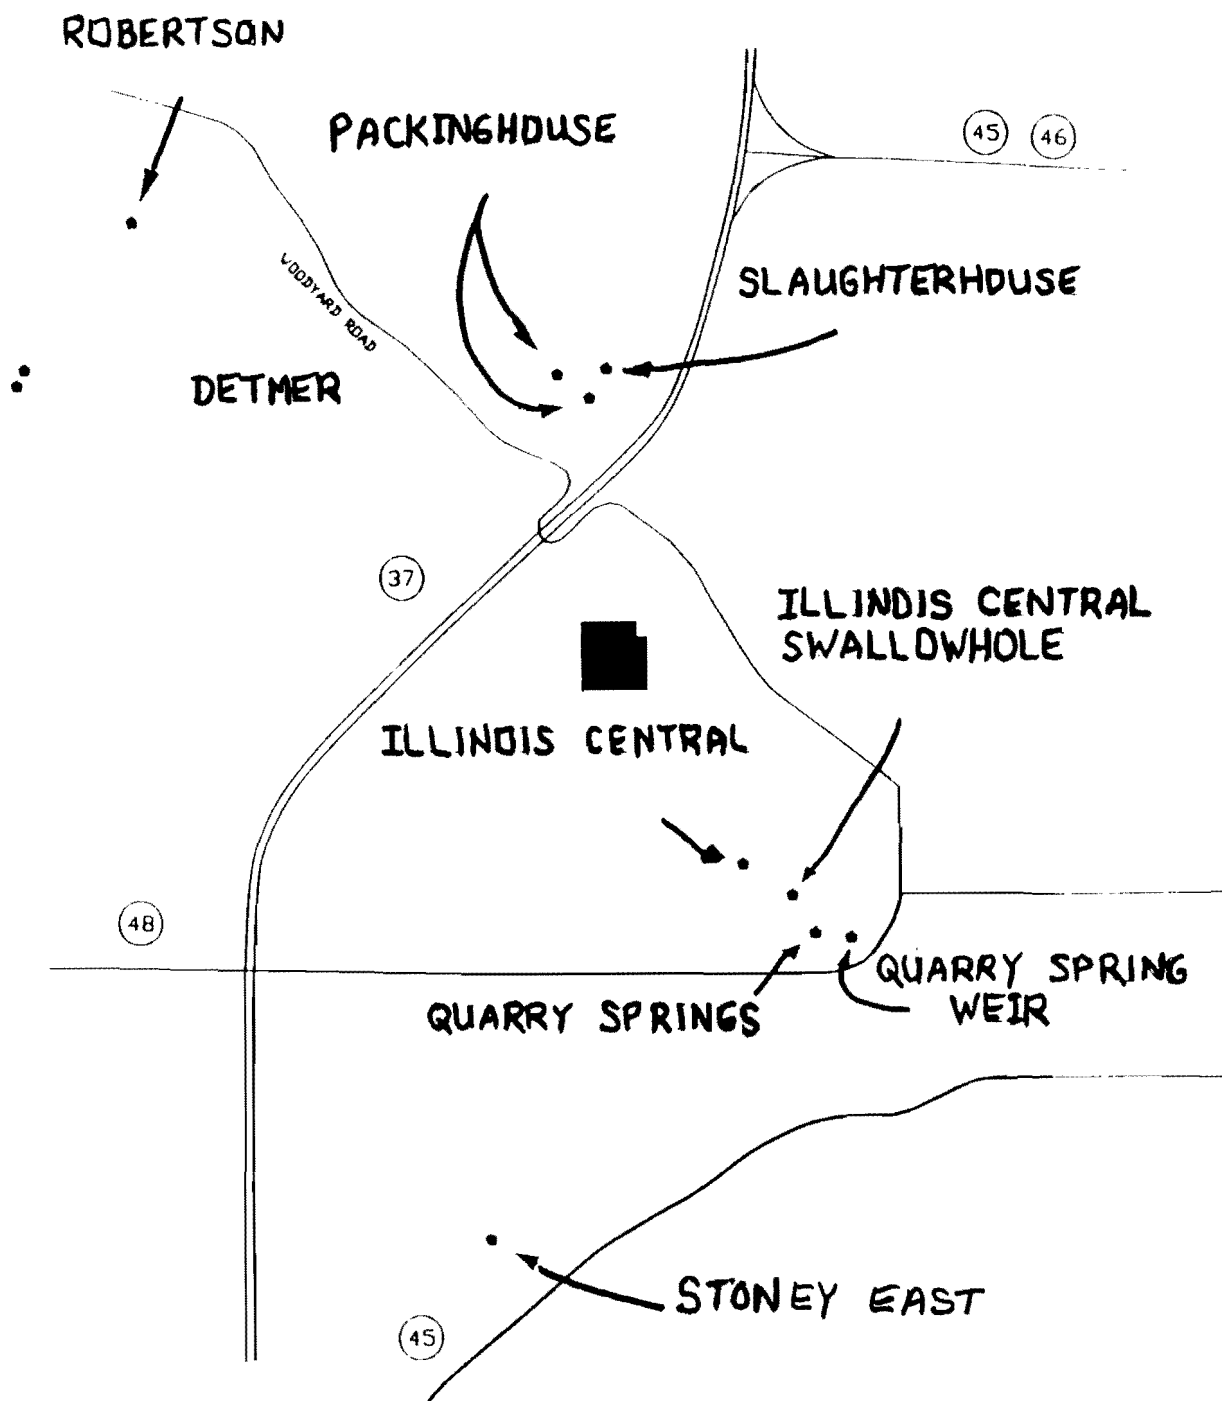 ROBERTSON
PACKINGHOUSE
45 46
SLAUGHTERHOUSE
WOODYARD ROAD
DETMER
37
ILLINOIS CENTRAL
SWALLOWHOLE
ILLINOIS CENTRAL
48
QUARRY SPRING
WEIR
QUARRY SPRINGS
STONEY EAST
45